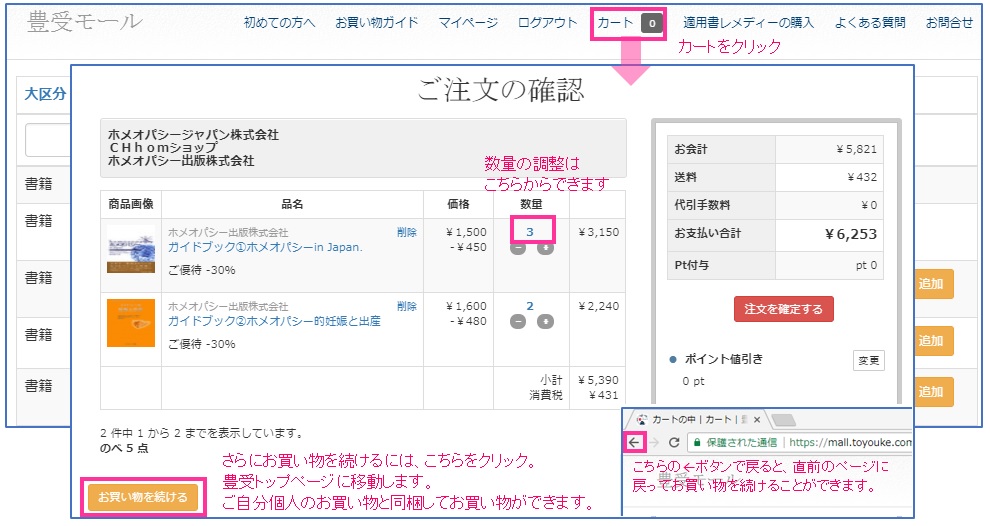 豊受モール
初めての方へ お買い物ガイド マイページ ログアウト カート 0 適用書レメディーの購入 よくある質問 お問合せ
カートをクリック
大区分
書籍
書籍
書籍
書籍
書籍
追加
追加
追加
ご注文の確認
ホメオパシージャパン株式会社
CHhomショップ
ホメオパシー出版株式会社
数量の調整は
こちらからできます
商品画像 品名 価格 数量
ホメオパシー出版株式会社 削除 ¥1,500 3 ¥3,150
ガイドブック①ホメオパシーin Japan. -¥450
ご優待 -30%
ホメオパシー出版株式会社 削除 ¥1,600 2 ¥2,240
ガイドブック②ホメオパシー的妊娠と出産 -¥480
ご優待 -30%
小計 ¥5,390
消費税 ¥431
2 件中 1 から 2 までを表示しています。
のべ 5 点
お買い物を続ける
さらにお買い物を続けるには、こちらをクリック。
豊受トップページに移動します。
ご自分個人のお買い物と同梱してお買い物ができます。
お会計 ¥5,821
送料 ¥432
代引手数料 ¥0
お支払い合計 ¥6,253
Pt付与 pt 0
注文を確定する
ポイント値引き 変更
0 pt
カートの中 | カート |
保護された通信 | https://mall.toyouke.com
こちらの←ボタンで戻ると、直前のページに
戻ってお買い物を続けることができます。